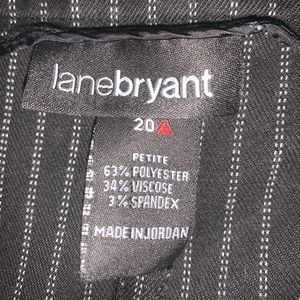 lanebryant
20
PETITE
63% POLYESTER
34% VISCOSE
3% SPANDEX
MADE IN JORDAN